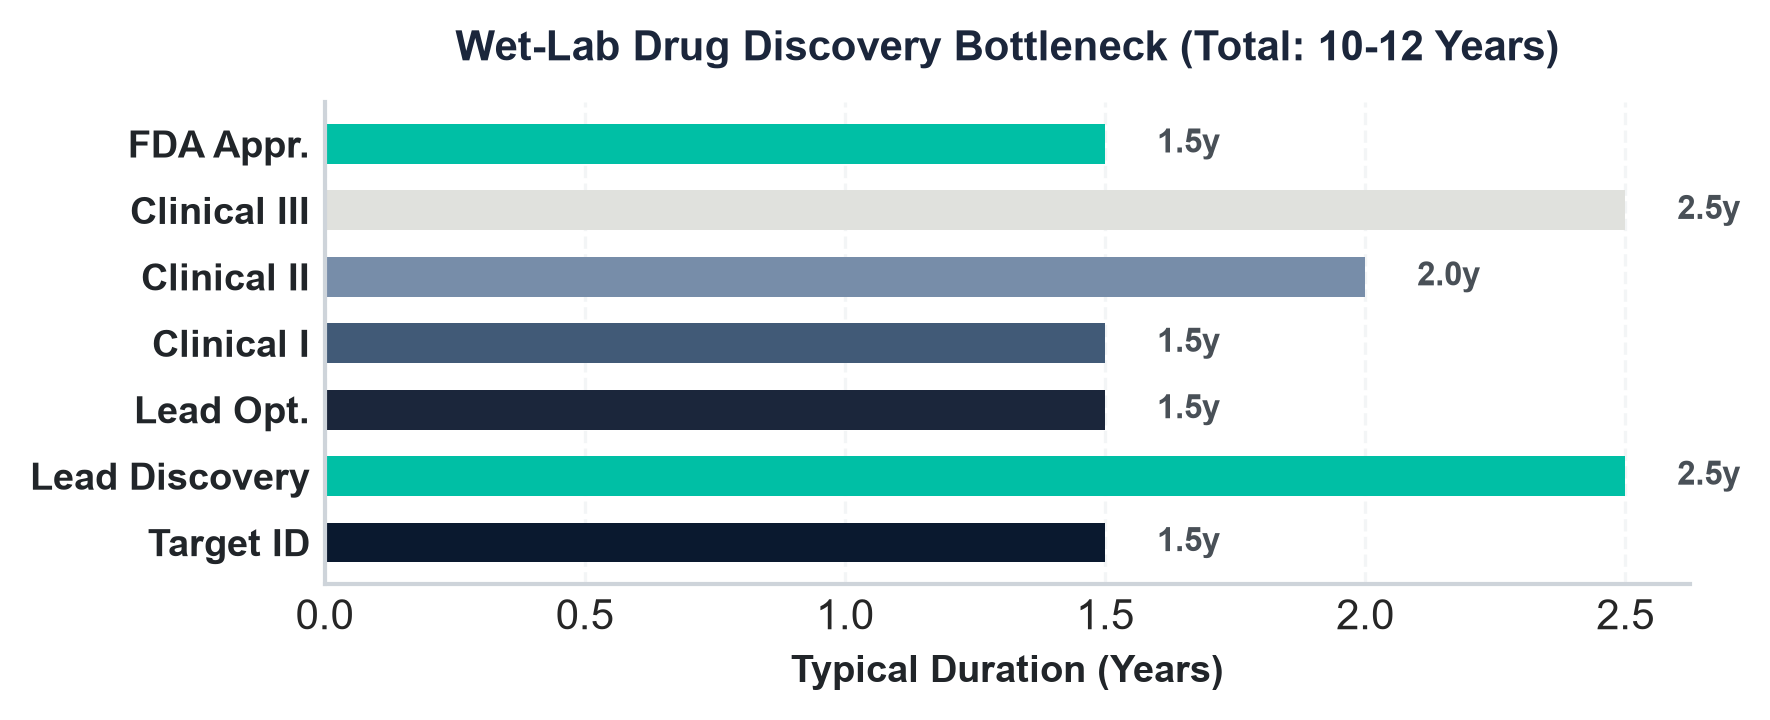 Wet-Lab Drug Discovery Bottleneck (Total: 10-12 Years)
FDA Appr. 1.5y
Clinical III 2.5y
Clinical II 2.0y
Clinical I 1.5y
Lead Opt. 1.5y
Lead Discovery 2.5y
Target ID 1.5y
0.0 0.5 1.0 1.5 2.0 2.5
Typical Duration (Years)